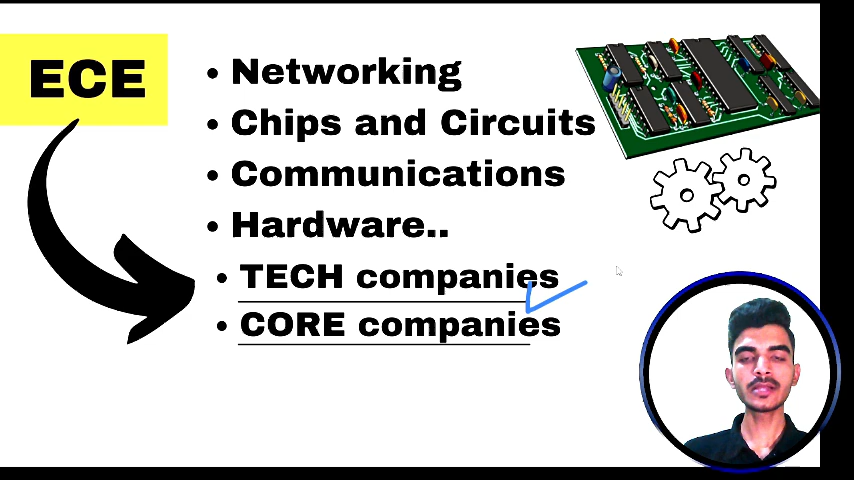 ECE
• Networking
• Chips and Circuits
• Communications
• Hardware..
• TECH companies
• CORE companies